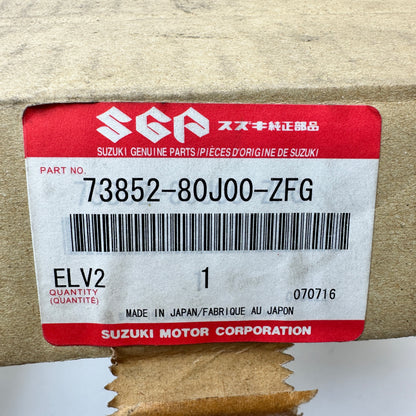 SGP スズキ純正部品
SUZUKI GENUINE PARTS/PIÈCES D'ORIGINE DE SUZUKI
PART NO. 73852-80J00-ZFG
ELV2 1 070716
QUANTITY
(QUANTITÉ)
MADE IN JAPAN/FABRIQUE AU JAPON
SUZUKI MOTOR CORPORATION